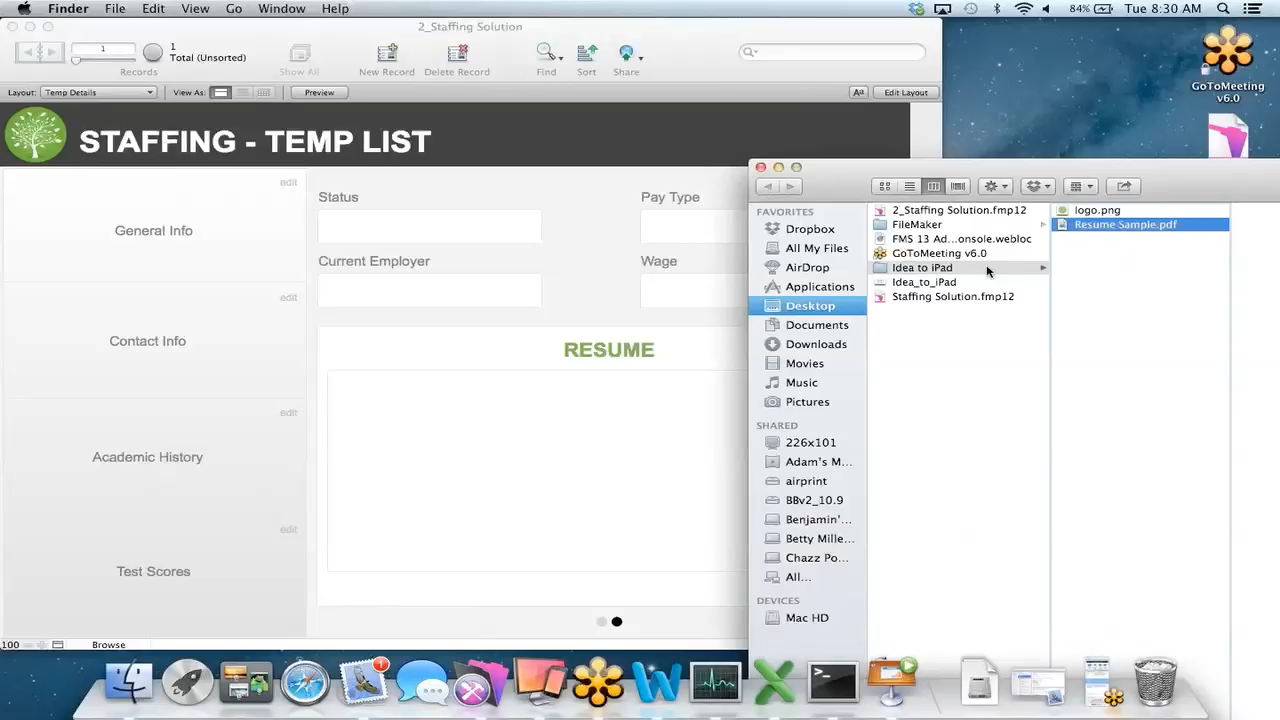 Finder File Edit View Go Window Help 84% Tue 8:30 AM
2_Staffing Solution
1
1
Total (Unsorted)
Records Show All New Record Delete Record Find Sort Share
Layout: Temp Details View As: Preview Aa Edit Layout
GoToMeeting
v6.0
STAFFING - TEMP LIST
edit
General Info
edit
Contact Info
edit
Academic History
edit
Test Scores
Status
Pay Type
Current Employer
Wage
RESUME
100 Browse
FAVORITES
Dropbox
All My Files
AirDrop
Applications
Desktop
Documents
Downloads
Movies
Music
Pictures
SHARED
226x101
Adam's M...
airprint
BBv2_10.9
Benjamin'...
Betty Mille...
Chazz Po...
All...
DEVICES
Mac HD
2_Staffing Solution.fmp12
FileMaker
FMS 13 Ad...onsole.webloc
GoToMeeting v6.0
Idea to iPad
Idea_to_iPad
Staffing Solution.fmp12
logo.png
Resume Sample.pdf
1